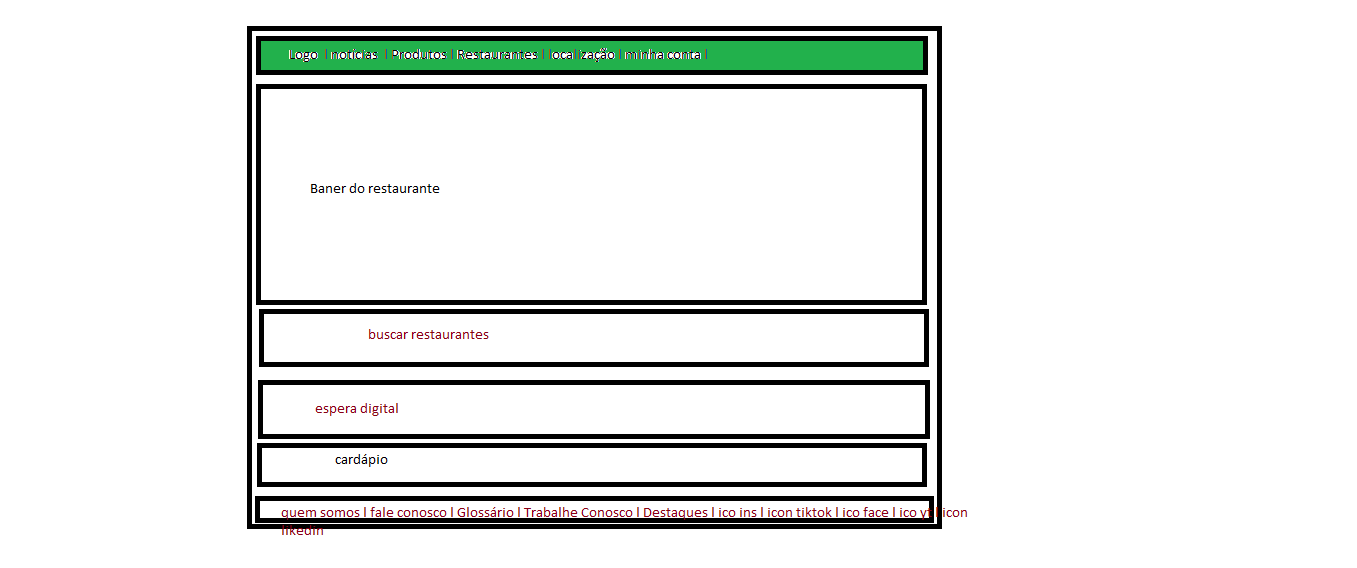 Logo l noticias l Produtos l Restaurantes l localização l minha conta l
Baner do restaurante
buscar restaurantes
espera digital
cardápio
quem somos l fale conosco l Glossário l Trabalhe Conosco l Destaques l ico ins l icon tiktok l ico face l ico yt l icon
likedin